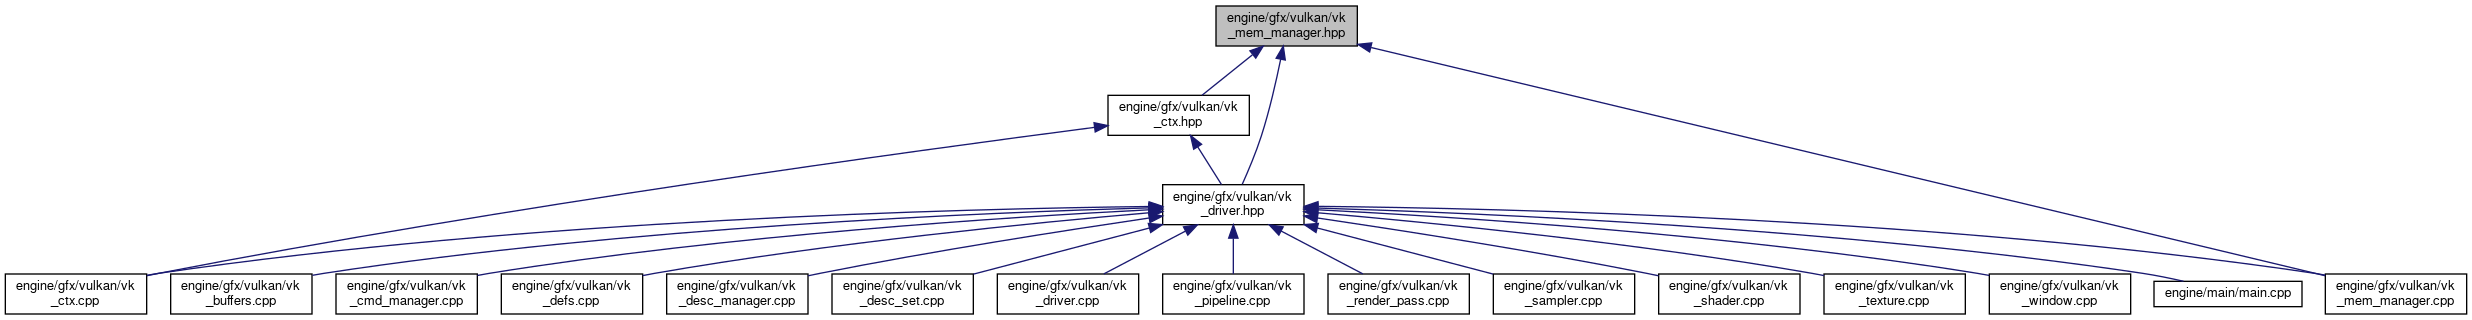 engine/gfx/vulkan/vk
_mem_manager.hpp
engine/gfx/vulkan/vk
_ctx.hpp
engine/gfx/vulkan/vk
_driver.hpp
engine/gfx/vulkan/vk
_ctx.cpp
engine/gfx/vulkan/vk
_buffers.cpp
engine/gfx/vulkan/vk
_cmd_manager.cpp
engine/gfx/vulkan/vk
_defs.cpp
engine/gfx/vulkan/vk
_desc_manager.cpp
engine/gfx/vulkan/vk
_desc_set.cpp
engine/gfx/vulkan/vk
_driver.cpp
engine/gfx/vulkan/vk
_pipeline.cpp
engine/gfx/vulkan/vk
_render_pass.cpp
engine/gfx/vulkan/vk
_sampler.cpp
engine/gfx/vulkan/vk
_shader.cpp
engine/gfx/vulkan/vk
_texture.cpp
engine/gfx/vulkan/vk
_window.cpp
engine/main/main.cpp
engine/gfx/vulkan/vk
_mem_manager.cpp